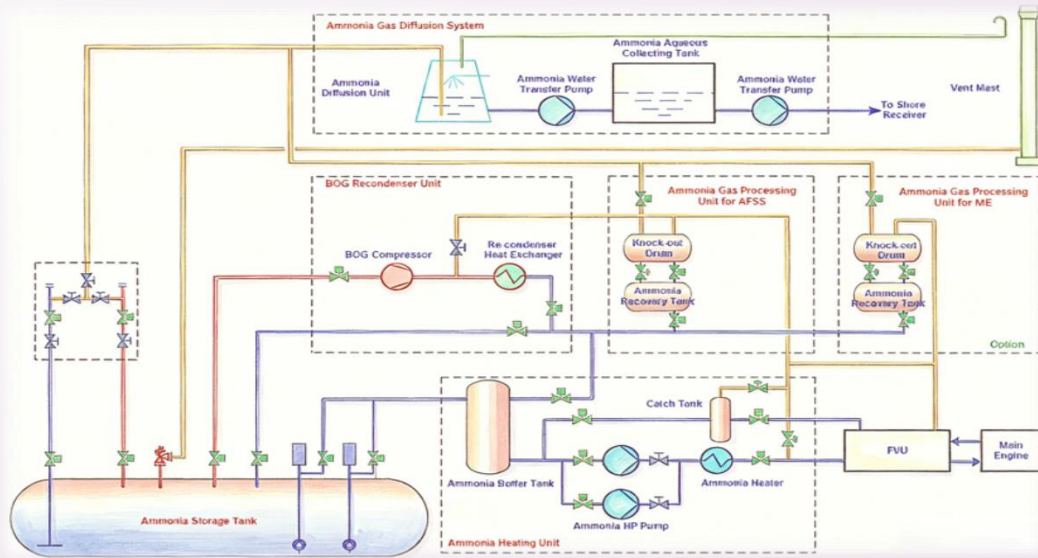 Ammonia Gas Diffusion System
Ammonia
Diffusion Unit
Ammonia Water
Transfer Pump
Ammonia Aqueous
Collecting Tank
Ammonia Water
Transfer Pump
To Shore
Receiver
Vent Mast
BOG Recondenser Unit
BOG Compressor
Re-condenser
Heat Exchanger
Ammonia Gas Processing
Unit for AFSS
Knock-out
Drum
Ammonia
Recovery Tank
Ammonia Gas Processing
Unit for ME
Knock-out
Drum
Ammonia
Recovery Tank
Option
Catch Tank
Ammonia Buffer Tank
Ammonia Heater
Ammonia HP Pump
FVU
Main
Engine
Ammonia Storage Tank
Ammonia Heating Unit